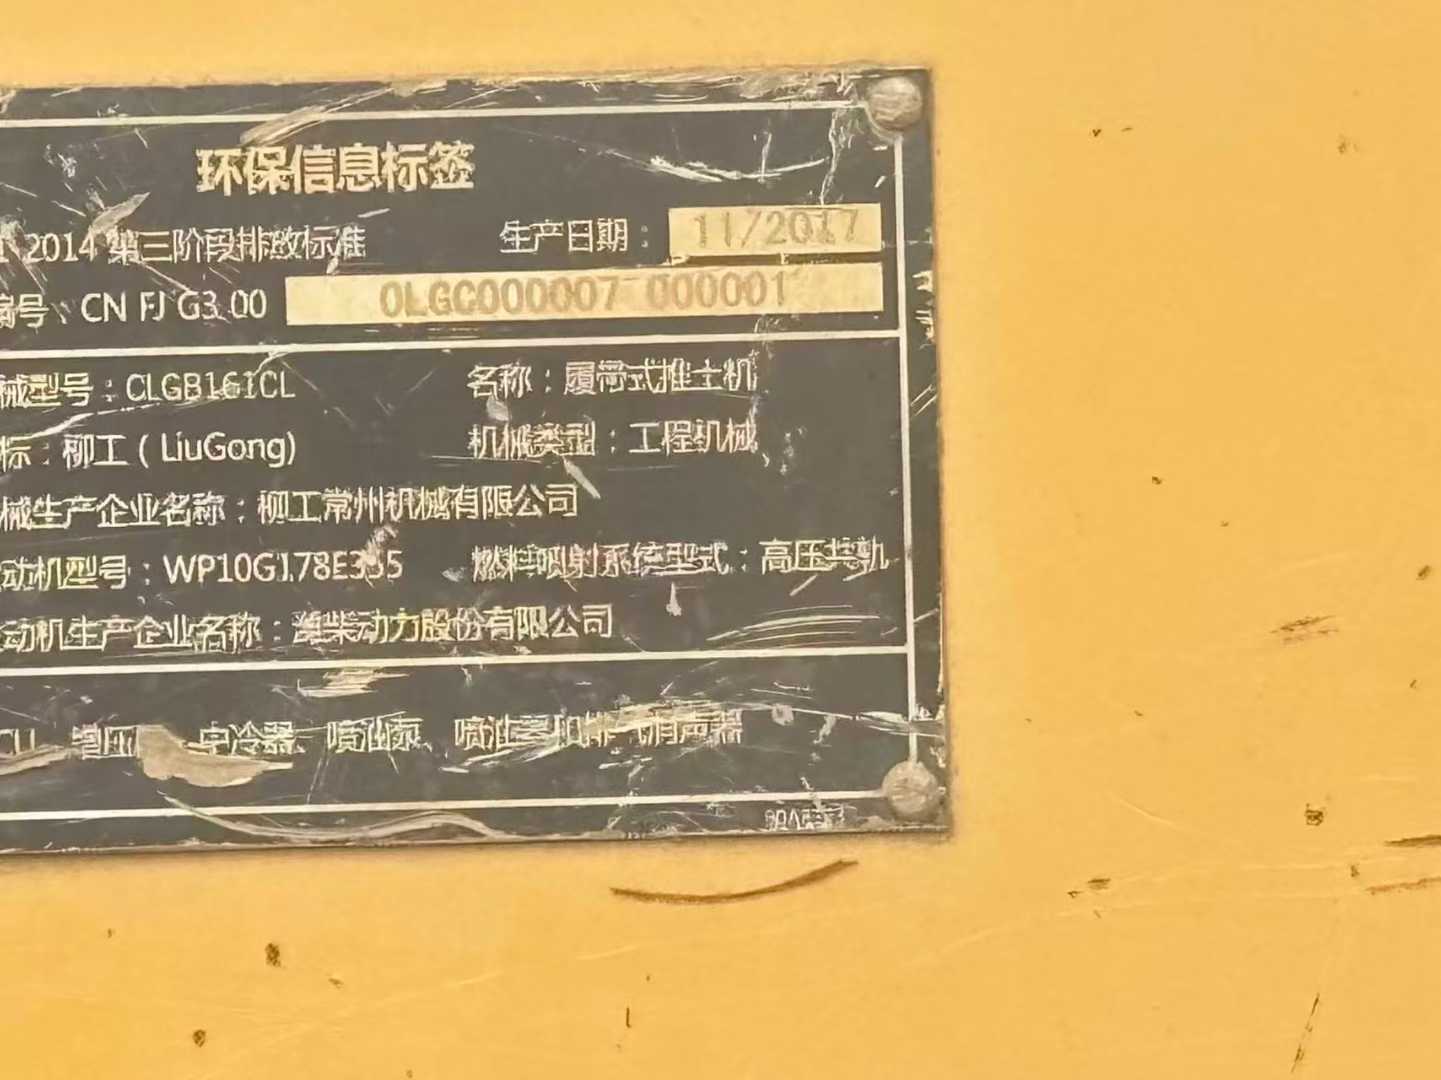 环保信息标签
2014 第三阶段排放标准 生产日期：11/2017
号、CN FJ G3 00 0LGC000007 000001
械型号：CLGB161CL 名称：履带式推土机
标：柳工 ( LiuGong) 机械类型：工程机械
械生产企业名称：柳工常州机械有限公司
动机型号：WP10G178E355 燃料喷射系统型式：高压共轨
动机生产企业名称：潍柴动力股份有限公司
CU、增压 中冷器、喷油泵、喷油器 排气消声器